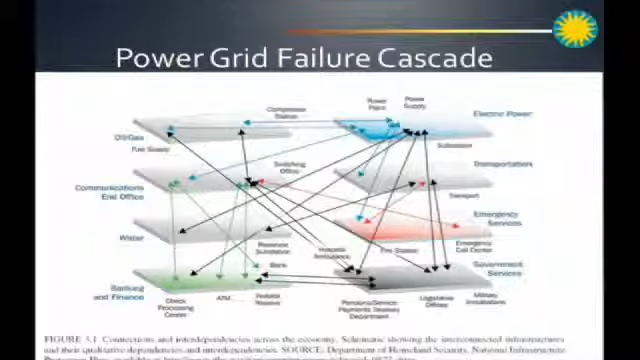 Power Grid Failure Cascade
Compressor
Station
Power
Plant
Power
Supply
Electric Power
Oil/Gas
Fuel Supply
Substation
Switching
Office
Transportation
Communications
End Office
Transport
Water
Emergency
Services
Reservoir
Substation
Hospital
Ambulance
Fire Station
Emergency
Call Center
Bank
Government
Services
Banking
and Finance
Check
Processing
Center
ATM
Federal
Reserve
Pensions/Service
Payments Treasury
Department
Legislative
Offices
Military
Installations
FIGURE 3.1 Connections and interdependencies across the economy. Schematic showing the interconnected infrastructures
and their qualitative dependencies and interdependencies. SOURCE: Department of Homeland Security, National Infrastructure